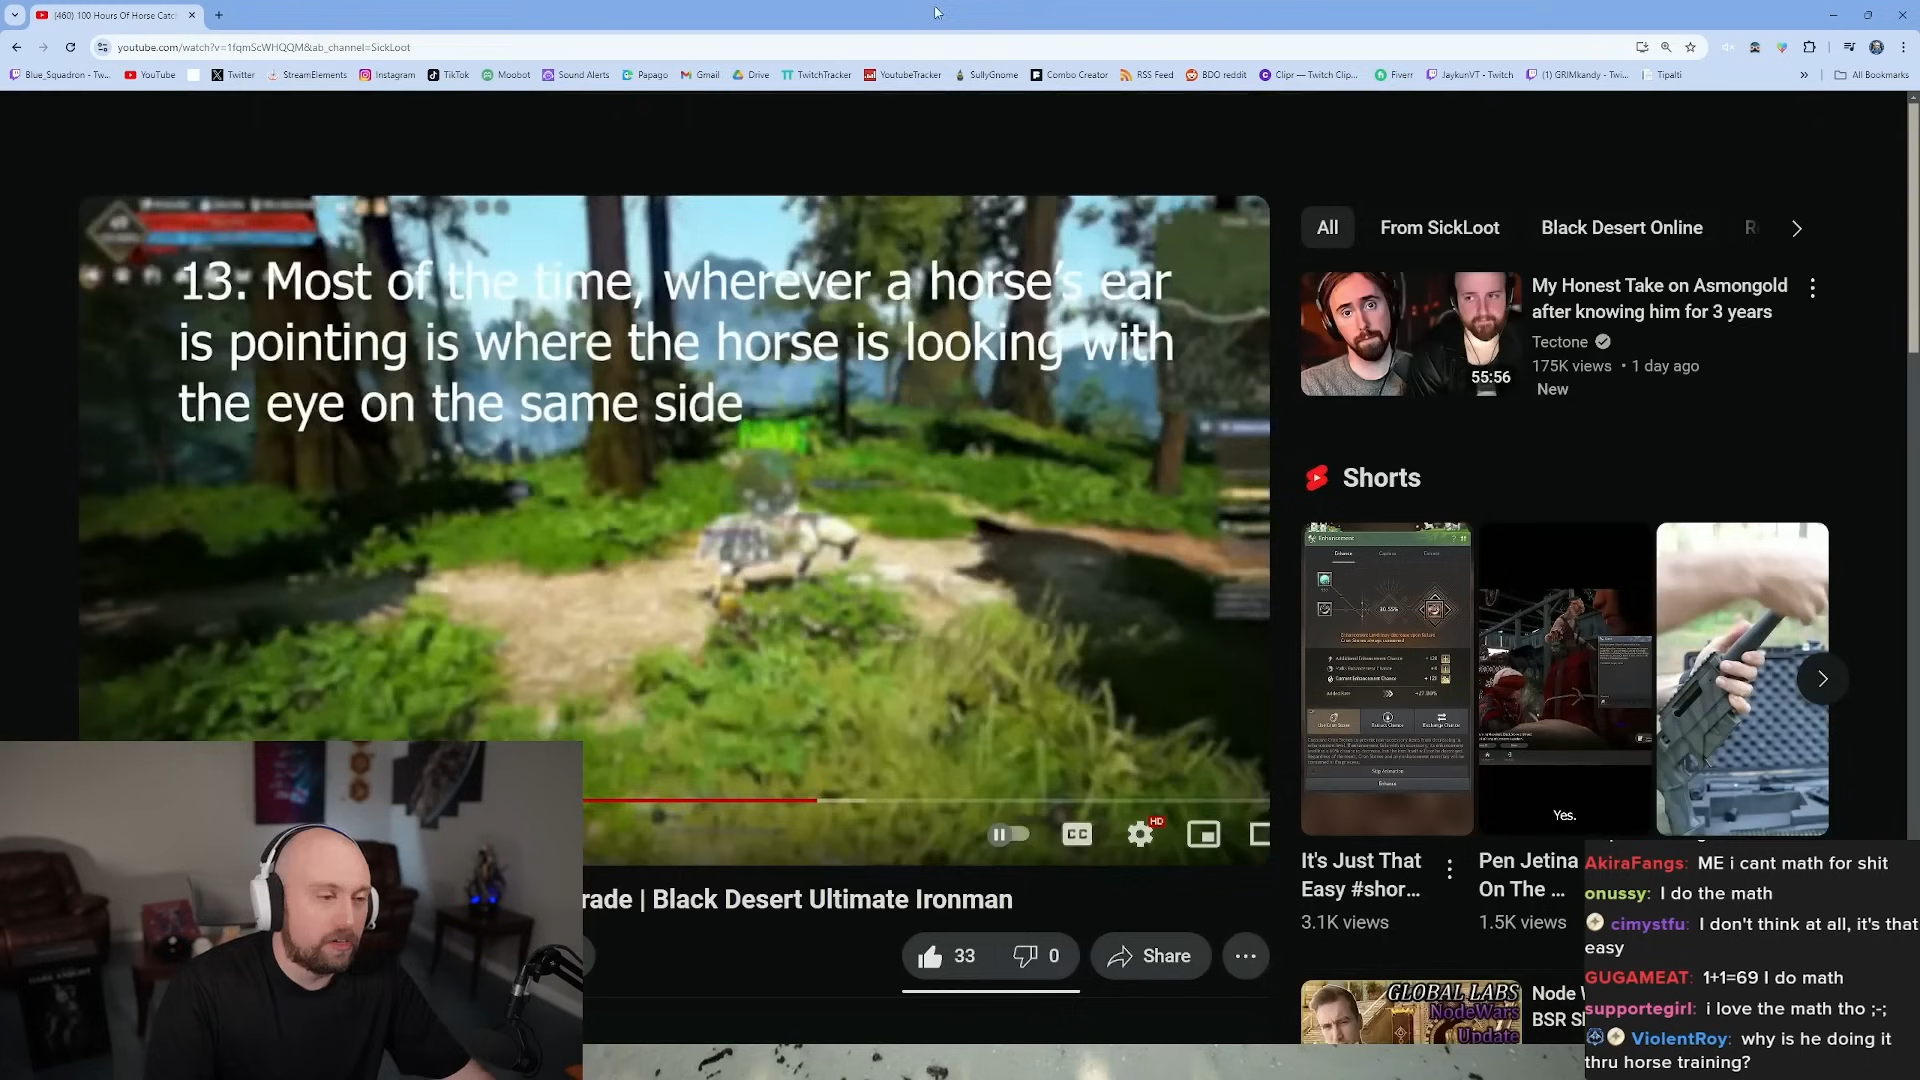 (460) 100 Hours Of Horse Catc
youtube.com/watch?v=1fqmScWHQQM&ab_channel=SickLoot
Blue_Squadron - Tw... YouTube Twitter StreamElements Instagram TikTok Moobot Sound Alerts Papago Gmail Drive TwitchTracker YoutubeTracker SullyGnome Combo Creator RSS Feed BDO reddit Clipr — Twitch Clip... Fiverr JaykunVT - Twitch (1) GRIMkandy - Twi... Tipalti All Bookmarks
13. Most of the time, wherever a horse's ear
is pointing is where the horse is looking with
the eye on the same side
CC
HD
rade | Black Desert Ultimate Ironman
33 0 Share
All From SickLoot Black Desert Online
My Honest Take on Asmongold
after knowing him for 3 years
Tectone
175K views • 1 day ago
New
55:56
Shorts
Enhancement
Yes.
It's Just That
Easy #shor...
3.1K views
Pen Jetina
On The ...
1.5K views
GLOBAL LABS
NodeWars
Update
Node
BSR
AkiraFangs: ME i cant math for shit
onussy: I do the math
cimystfu: I don't think at all, it's that
easy
GUGAMEAT: 1+1=69 I do math
supportegirl: i love the math tho ;-;
ViolentRoy: why is he doing it
thru horse training?